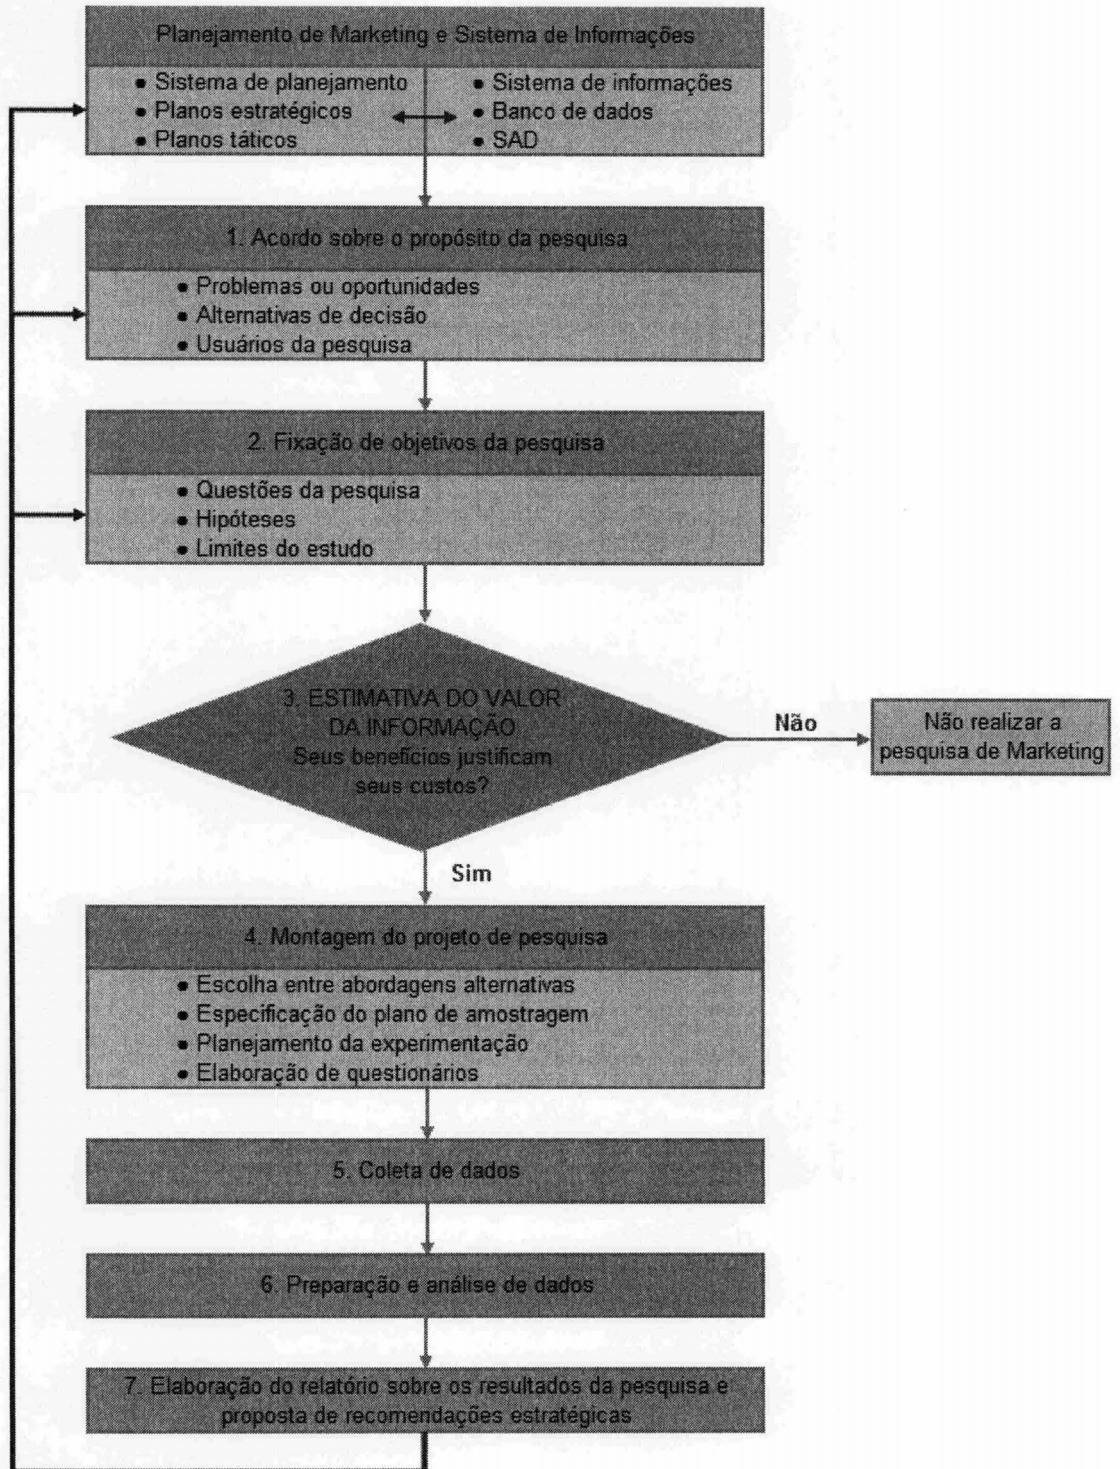 Planejamento de Marketing e Sistema de Informações
• Sistema de planejamento
• Planos estratégicos
• Planos táticos
• Sistema de informações
• Banco de dados
• SAD
1. Acordo sobre o propósito da pesquisa
• Problemas ou oportunidades
• Alternativas de decisão
• Usuários da pesquisa
2. Fixação de objetivos da pesquisa
• Questões da pesquisa
• Hipóteses
• Limites do estudo
3. ESTIMATIVA DO VALOR
DA INFORMAÇÃO
Seus benefícios justificam
seus custos?
Não
Não realizar a
pesquisa de Marketing
Sim
4. Montagem do projeto de pesquisa
• Escolha entre abordagens alternativas
• Especificação do plano de amostragem
• Planejamento da experimentação
• Elaboração de questionários
5. Coleta de dados
6. Preparação e análise de dados
7. Elaboração do relatório sobre os resultados da pesquisa e
proposta de recomendações estratégicas